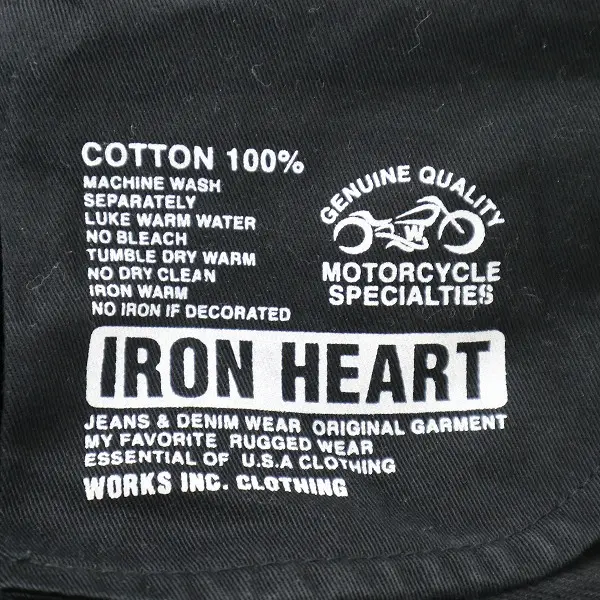 COTTON 100%
MACHINE WASH
SEPARATELY
LUKE WARM WATER
NO BLEACH
TUMBLE DRY WARM
NO DRY CLEAN
IRON WARM
NO IRON IF DECORATED
GENUINE QUALITY
W
MOTORCYCLE
SPECIALTIES
IRON HEART
JEANS & DENIM WEAR ORIGINAL GARMENT
MY FAVORITE RUGGED WEAR
ESSENTIAL OF U.S.A CLOTHING
WORKS INC. CLOTHING